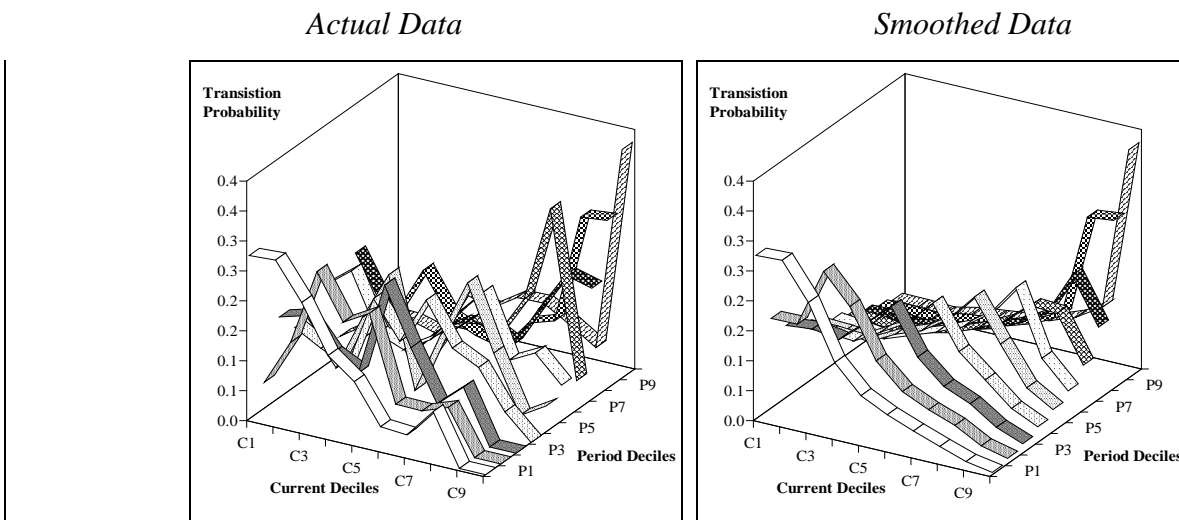 Actual Data
Smoothed Data
Transistion
Probability
0.4
0.4
0.3
0.3
0.2
0.2
0.1
0.1
0.0
C1
C3
C5
C7
C9
Current Deciles
P1
P3
P5
P7
P9
Period Deciles
Transistion
Probability
0.4
0.4
0.3
0.3
0.2
0.2
0.1
0.1
0.0
C1
C3
C5
C7
C9
Current Deciles
P1
P3
P5
P7
P9
Period Deciles